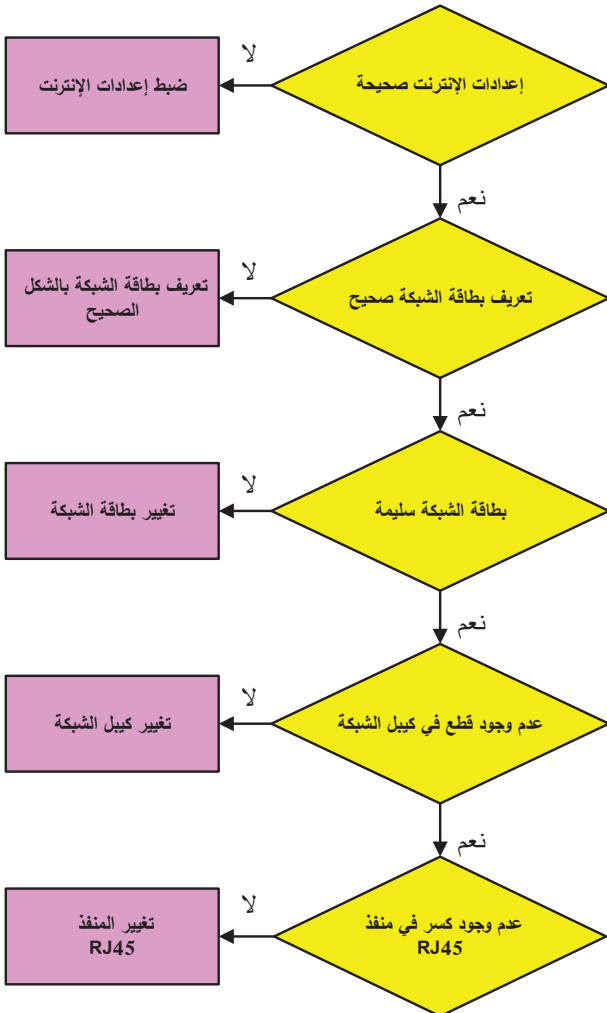 إعدادات الإنترنت صحيحة
لا
ضبط إعدادات الإنترنت
نعم
تعريف بطاقة الشبكة صحيح
لا
تعريف بطاقة الشبكة بالشكل
الصحيح
نعم
بطاقة الشبكة سليمة
لا
تغيير بطاقة الشبكة
نعم
عدم وجود قطع في كيبل الشبكة
لا
تغيير كيبل الشبكة
نعم
عدم وجود كسر في منفذ
RJ45
لا
تغيير المنفذ
RJ45